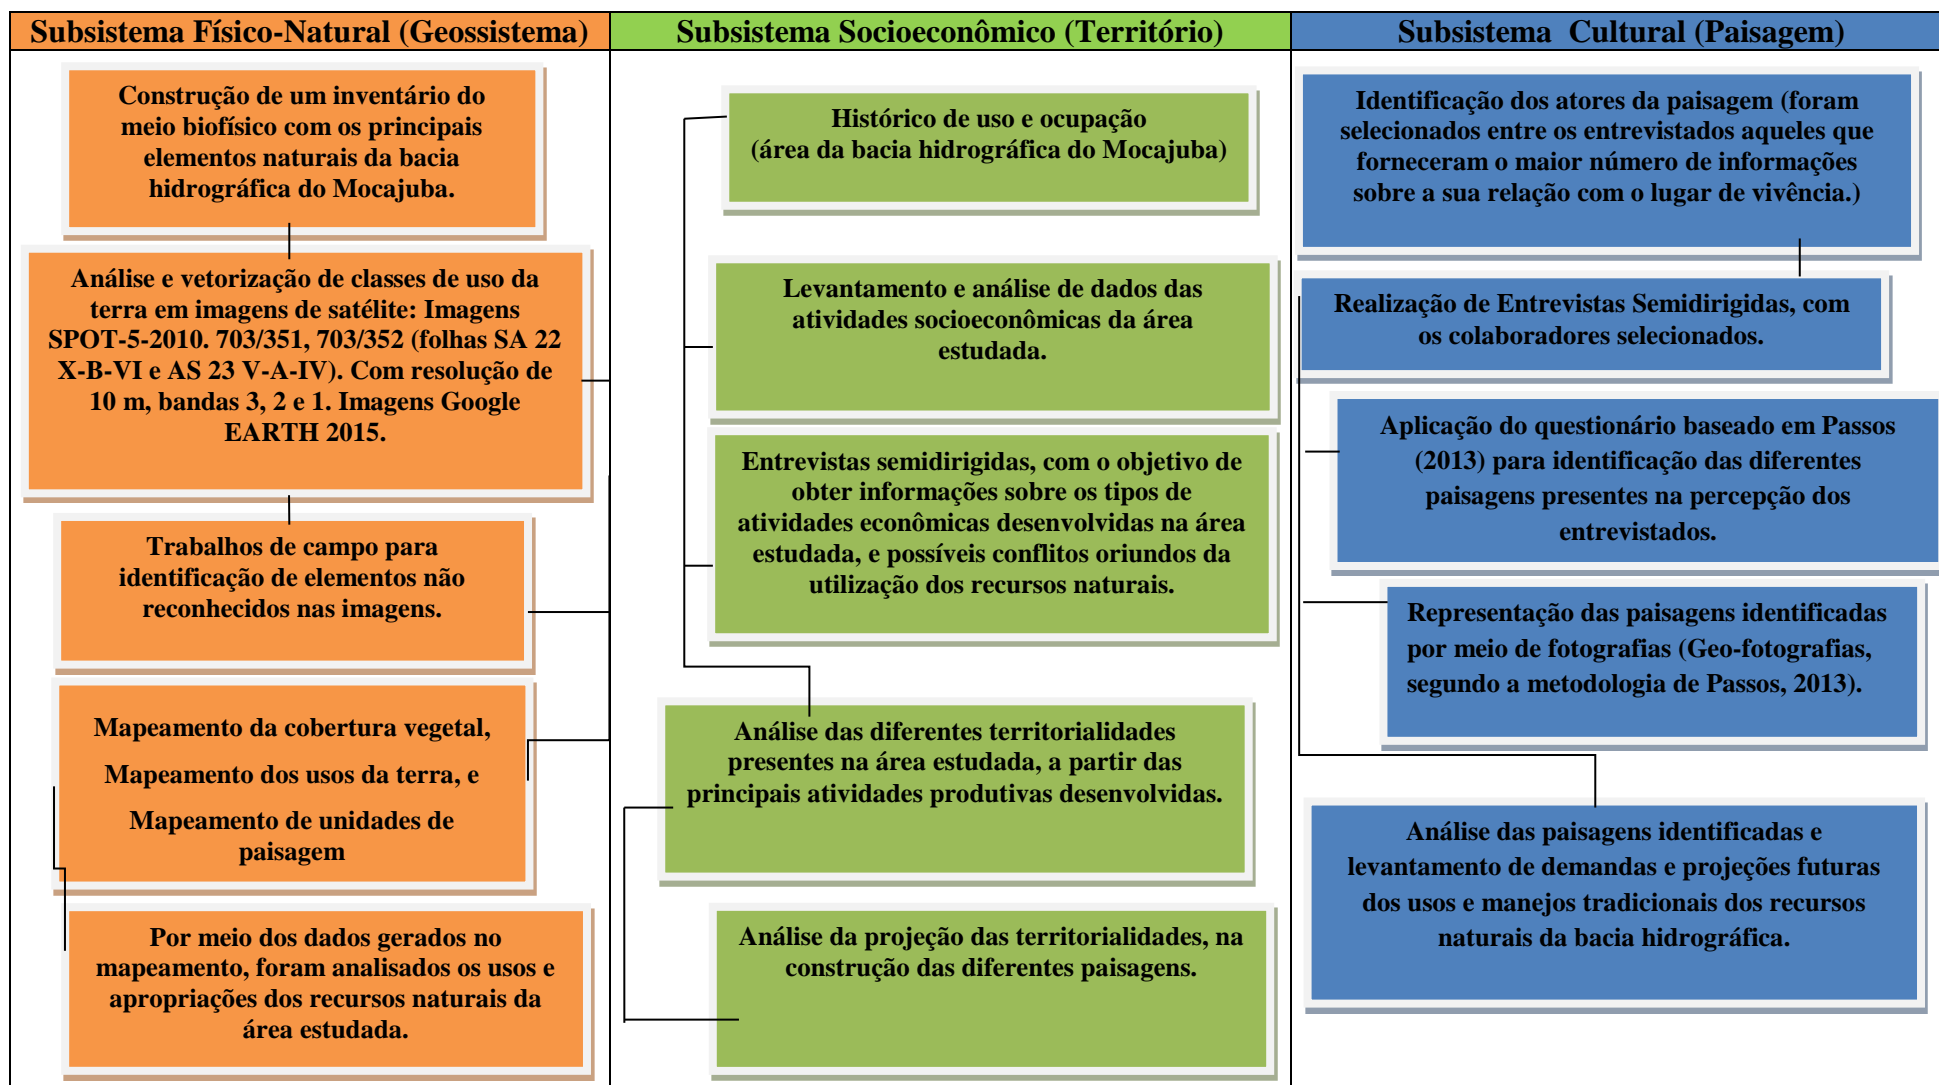 Subsistema Físico-Natural (Geossistema)
Construção de um inventário do
meio biofísico com os principais
elementos naturais da bacia
hidrográfica do Mocajuba.
Análise e vetorização de classes de uso da
terra em imagens de satélite: Imagens
SPOT-5-2010. 703/351, 703/352 (folhas SA 22
X-B-VI e AS 23 V-A-IV). Com resolução de
10 m, bandas 3, 2 e 1. Imagens Google
EARTH 2015.
Trabalhos de campo para
identificação de elementos não
reconhecidos nas imagens.
Mapeamento da cobertura vegetal,
Mapeamento dos usos da terra, e
Mapeamento de unidades de
paisagem
Por meio dos dados gerados no
mapeamento, foram analisados os usos e
apropriações dos recursos naturais da
área estudada.
Subsistema Socioeconômico (Território)
Histórico de uso e ocupação
(área da bacia hidrográfica do Mocajuba)
Levantamento e análise de dados das
atividades socioeconômicas da área
estudada.
Entrevistas semidirigidas, com o objetivo de
obter informações sobre os tipos de
atividades econômicas desenvolvidas na área
estudada, e possíveis conflitos oriundos da
utilização dos recursos naturais.
Análise das diferentes territorialidades
presentes na área estudada, a partir das
principais atividades produtivas desenvolvidas.
Análise da projeção das territorialidades, na
construção das diferentes paisagens.
Subsistema Cultural (Paisagem)
Identificação dos atores da paisagem (foram
selecionados entre os entrevistados aqueles que
forneceram o maior número de informações
sobre a sua relação com o lugar de vivência.)
Realização de Entrevistas Semidirigidas, com
os colaboradores selecionados.
Aplicação do questionário baseado em Passos
(2013) para identificação das diferentes
paisagens presentes na percepção dos
entrevistados.
Representação das paisagens identificadas
por meio de fotografias (Geo-fotografias,
segundo a metodologia de Passos, 2013).
Análise das paisagens identificadas e
levantamento de demandas e projeções futuras
dos usos e manejos tradicionais dos recursos
naturais da bacia hidrográfica.